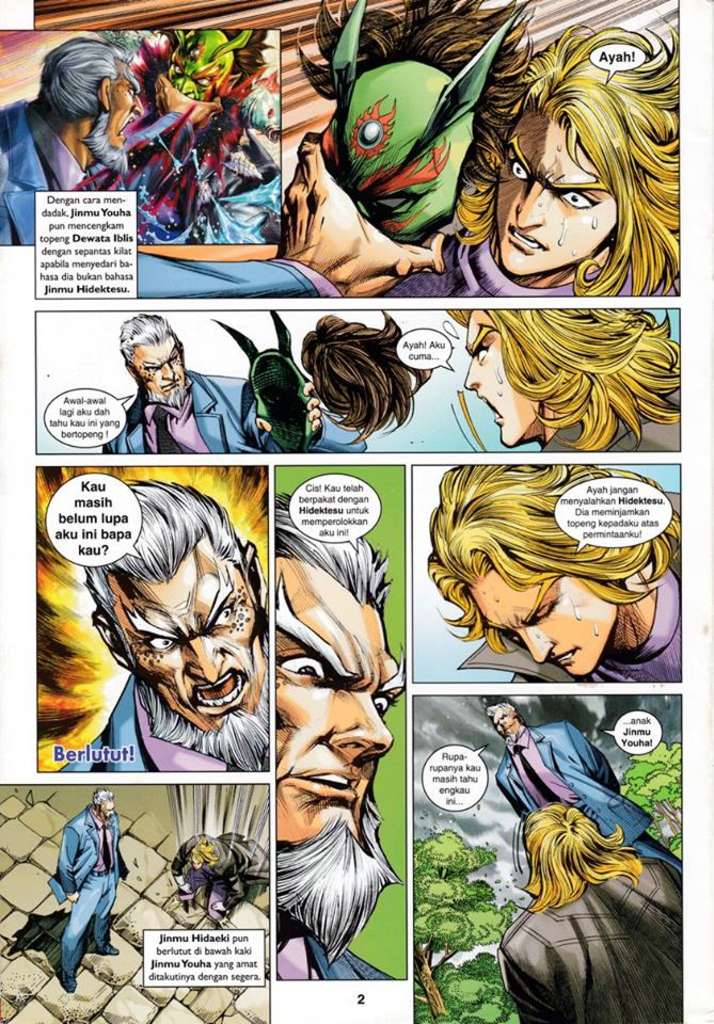 Ayah!
Dengan cara men-
dadak, Jinmu Youha
pun mencengkam
topeng Dewata Iblis
dengan sepantas kilat
apabila menyedari ba-
hasa dia bukan bahasa
Jinmu Hidektesu.
Ayah! Aku
cuma...
Awal-awal
lagi aku dah
tahu kau yang
bertopeng !
Kau
masih
belum lupa
aku ini bapa
kau?
Berlutut!
Cis! Kau telah
berpakat dengan
Hidektesu untuk
memperolokkan
aku ini!
Ayah jangan
menyalahkan Hidektesu.
Dia meminjamkan
topeng kepadaku atas
permintaanku!
Jinmu Hidaeki pun
berlutut di bawah kaki
Jinmu Youha yang amat
ditakutinya dengan segera.
Rupa-
rupanya kau
masih tahu
engkau
ini...
...anak
Jinmu
Youha!
2